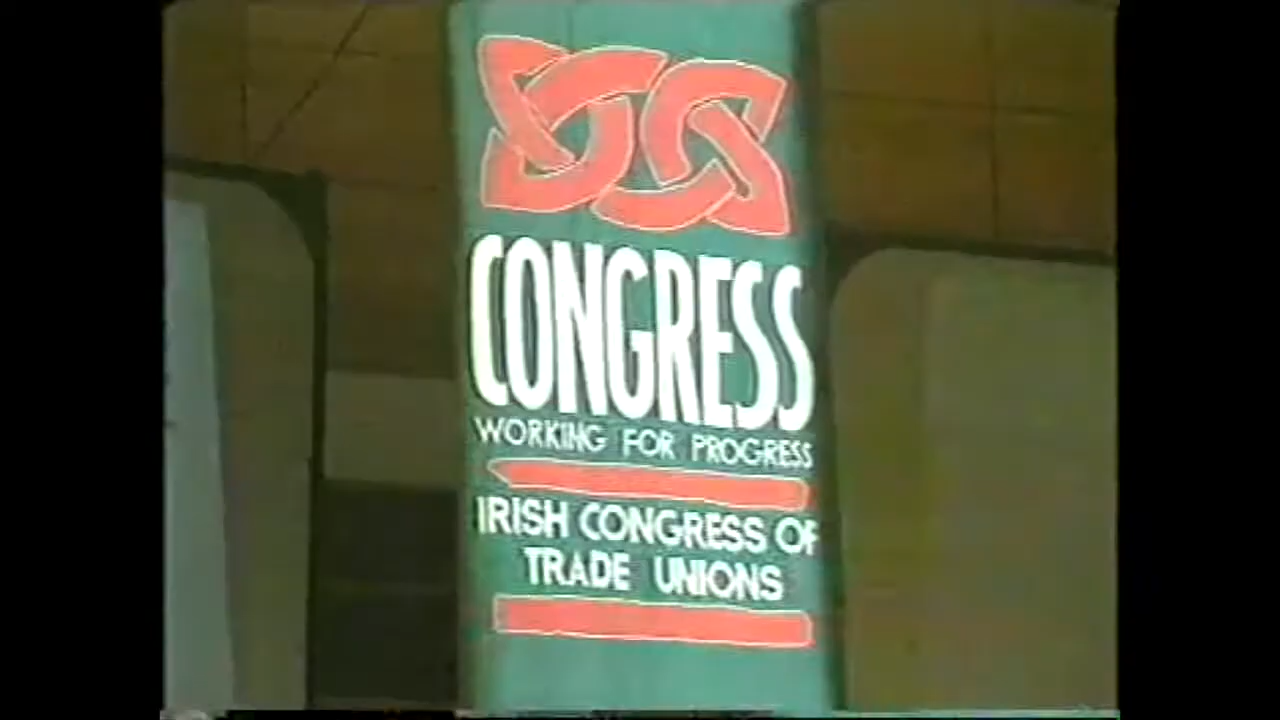 CONGRESS
WORKING FOR PROGRESS
IRISH CONGRESS OF
TRADE UNIONS